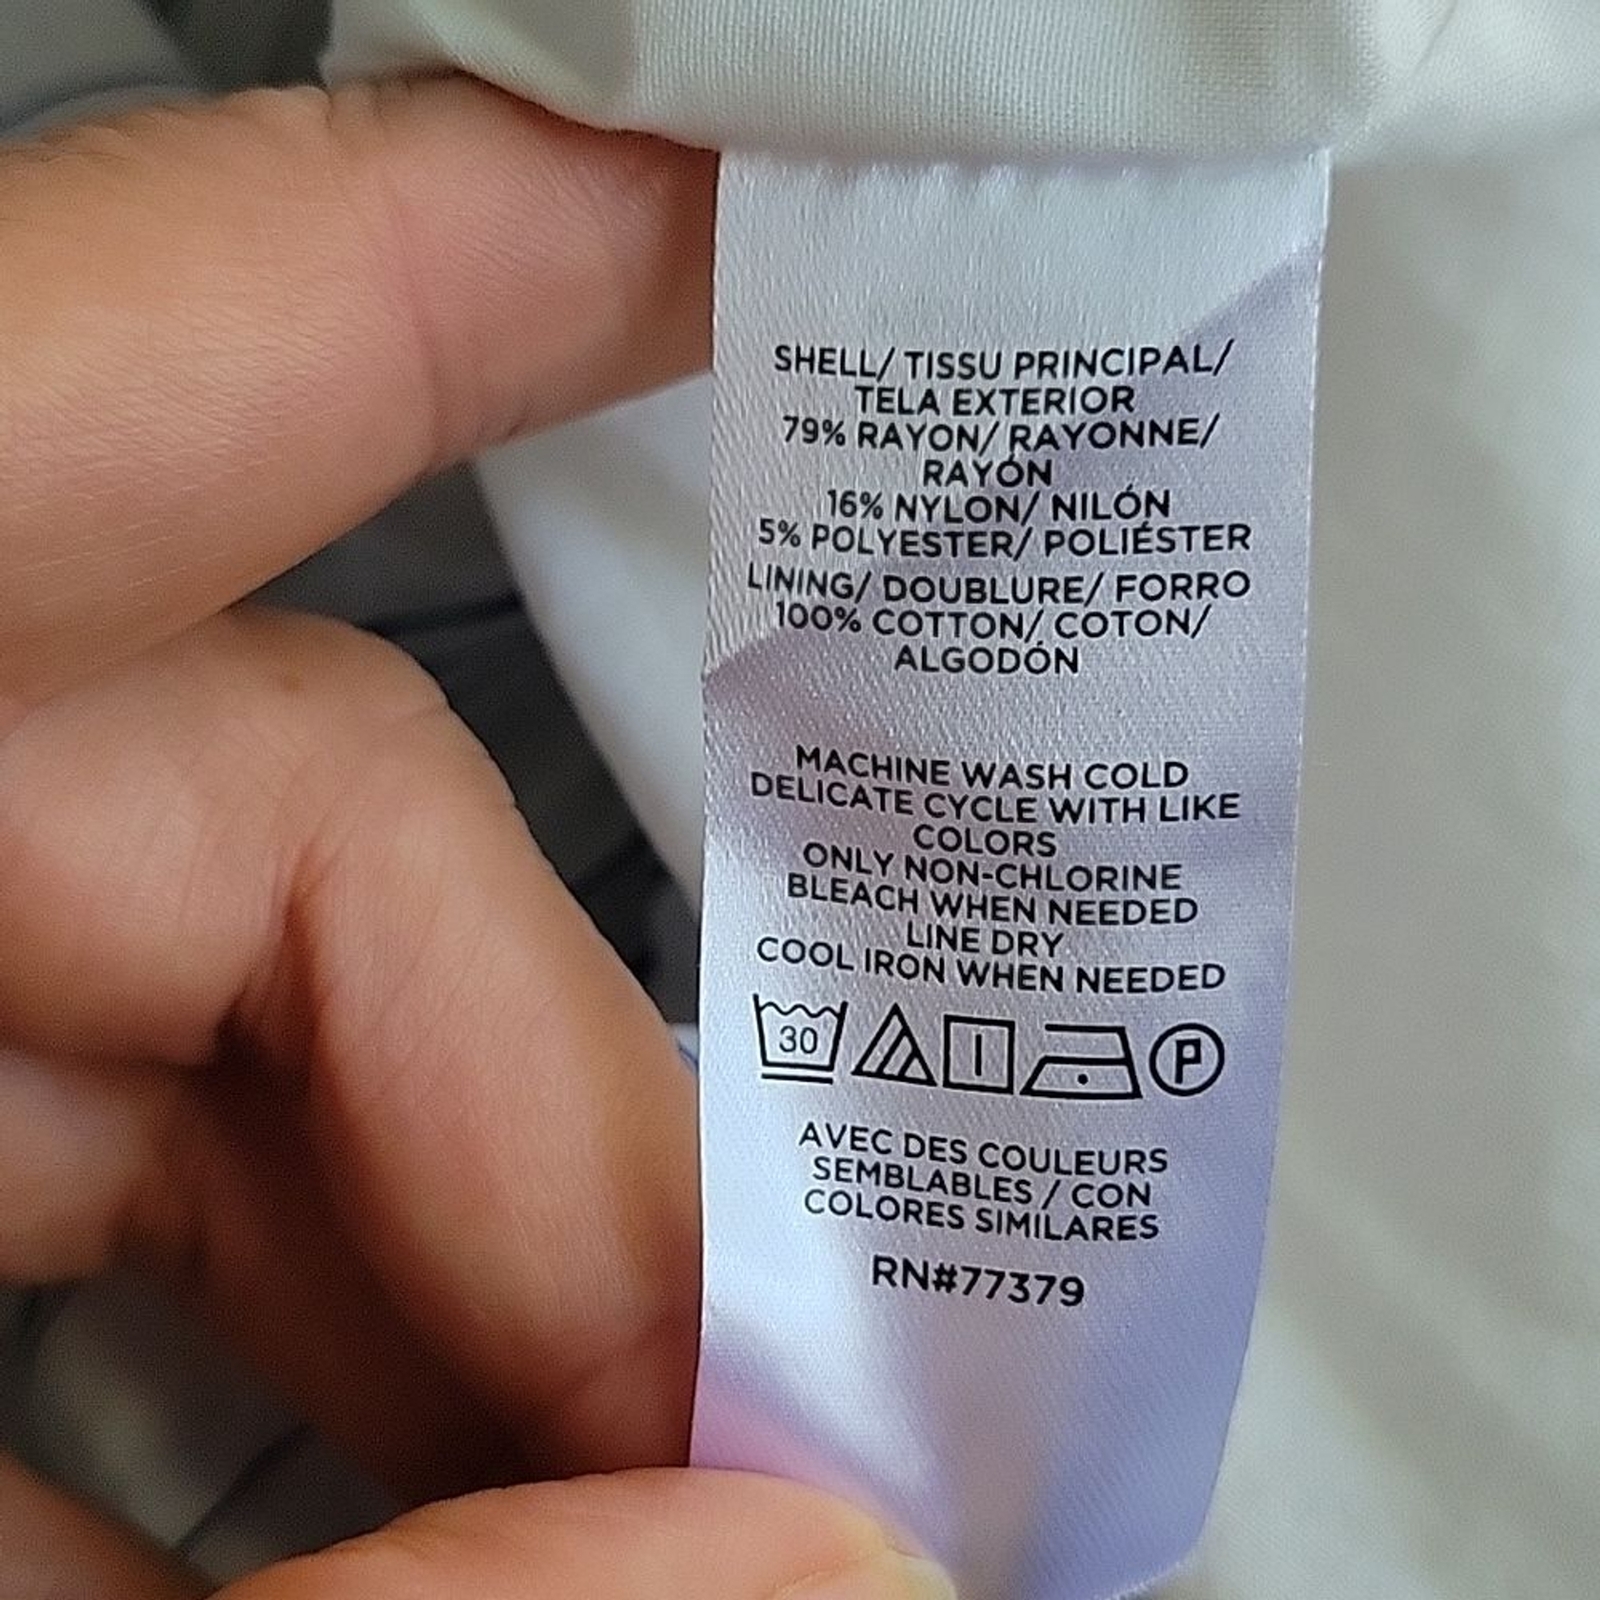 SHELL/ TISSU PRINCIPAL/
TELA EXTERIOR
79% RAYON/ RAYONNE/
RAYÓN
16% NYLON/ NILÓN
5% POLYESTER/ POLIÉSTER
LINING/ DOUBLURE/ FORRO
100% COTTON/ COTON/
ALGODÓN
MACHINE WASH COLD
DELICATE CYCLE WITH LIKE
COLORS
ONLY NON-CHLORINE
BLEACH WHEN NEEDED
LINE DRY
COOL IRON WHEN NEEDED
30 P
AVEC DES COULEURS
SEMBLABLES / CON
COLORES SIMILARES
RN#77379